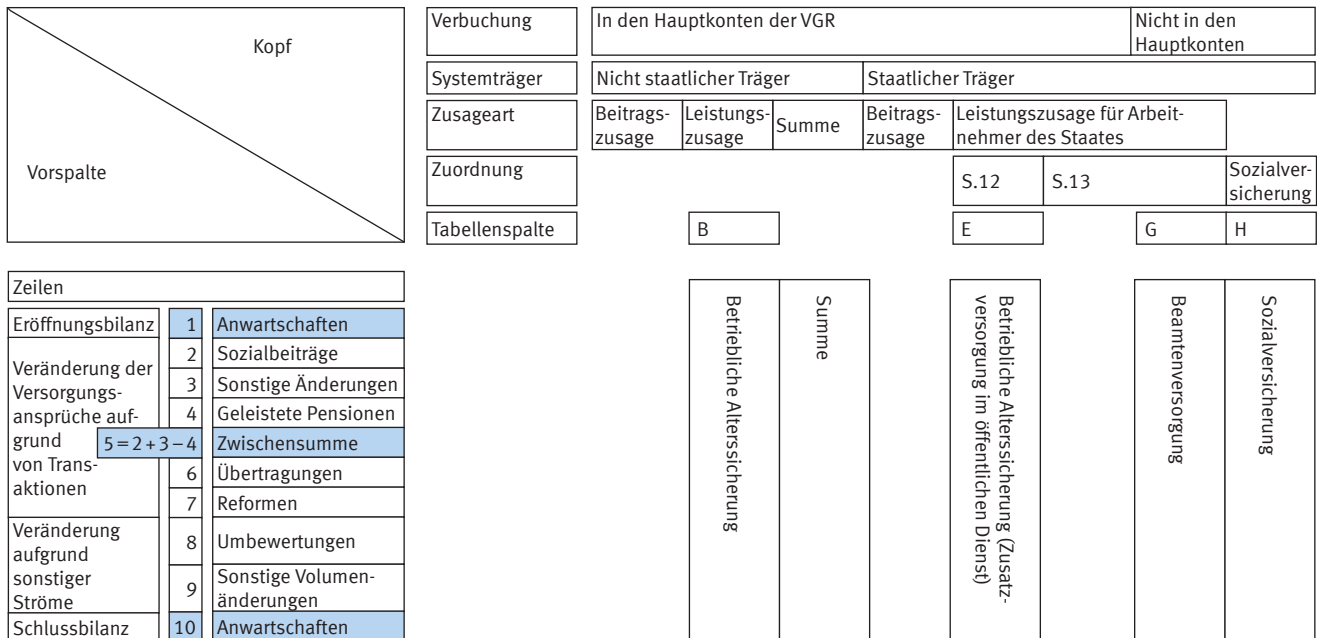 Kopf
Vorspalte
Verbuchung
In den Hauptkonten der VGR
Nicht in den
Hauptkonten
Systemträger
Nicht staatlicher Träger
Staatlicher Träger
Zusageart
Beitrags-
zusage
Leistungs-
zusage
Summe
Beitrags-
zusage
Leistungszusage für Arbeit-
nehmer des Staates
Zuordnung
S.12
S.13
Sozialver-
sicherung
Tabellenspalte
B
E
G
H
Zeilen
Eröffnungsbilanz
1
Anwartschaften
Veränderung der
Versorgungs-
ansprüche auf-
grund
von Trans-
aktionen
2
Sozialbeiträge
3
Sonstige Änderungen
4
Geleistete Pensionen
5=2+3–4
Zwischensumme
6
Übertragungen
7
Reformen
Veränderung
aufgrund
sonstiger
Ströme
8
Umbewertungen
9
Sonstige Volumen-
änderungen
Schlussbilanz
10
Anwartschaften
Betriebliche Alterssicherung
Summe
Betriebliche Alterssicherung (Zusatz-
versorgung im öffentlichen Dienst)
Beamtenversorgung
Sozialversicherung